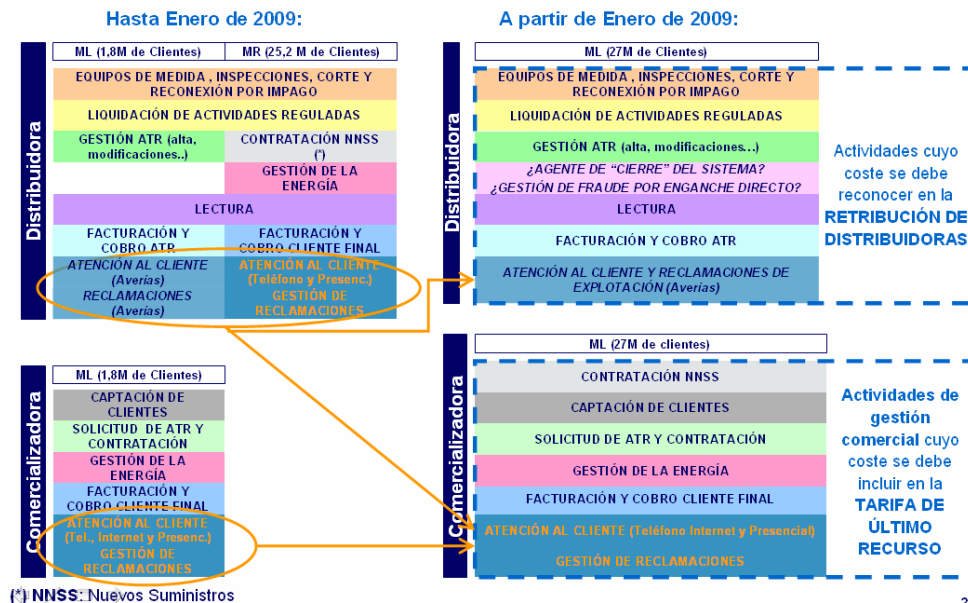 Hasta Enero de 2009:
ML (1,8M de Clientes)
MR (25,2 M de Clientes)
Distribuidora
EQUIPOS DE MEDIDA , INSPECCIONES, CORTE Y
RECONEXIÓN POR IMPAGO
LIQUIDACIÓN DE ACTIVIDADES REGULADAS
GESTIÓN ATR (alta,
modificaciones..)
CONTRATACIÓN NNSS
(*)
GESTIÓN DE LA
ENERGÍA
LECTURA
FACTURACIÓN Y
COBRO ATR
FACTURACIÓN Y
COBRO CLIENTE FINAL
ATENCIÓN AL CLIENTE
(Averías)
RECLAMACIONES
(Averías)
ATENCIÓN AL CLIENTE
(Teléfono y Presenc.)
GESTIÓN DE
RECLAMACIONES
ML (1,8M de Clientes)
Comercializadora
CAPTACIÓN DE
CLIENTES
SOLICITUD DE ATR Y
CONTRATACIÓN
GESTIÓN DE LA
ENERGÍA
FACTURACIÓN Y
COBRO CLIENTE FINAL
ATENCIÓN AL CLIENTE
(Tel., Internet y Presenc.)
GESTIÓN DE
RECLAMACIONES
A partir de Enero de 2009:
ML (27M de Clientes)
Distribuidora
EQUIPOS DE MEDIDA , INSPECCIONES, CORTE Y
RECONEXIÓN POR IMPAGO
LIQUIDACIÓN DE ACTIVIDADES REGULADAS
GESTIÓN ATR (alta, modificaciones...)
¿AGENTE DE “CIERRE” DEL SISTEMA?
¿GESTIÓN DE FRAUDE POR ENGANCHE DIRECTO?
LECTURA
FACTURACIÓN Y COBRO ATR
ATENCIÓN AL CLIENTE Y RECLAMACIONES DE
EXPLOTACIÓN (Averías)
Actividades cuyo
coste se debe
reconocer en la
RETRIBUCIÓN DE
DISTRIBUIDORAS
ML (27M de clientes)
Comercializadora
CONTRATACIÓN NNSS
CAPTACIÓN DE CLIENTES
SOLICITUD DE ATR Y CONTRATACIÓN
GESTIÓN DE LA ENERGÍA
FACTURACIÓN Y COBRO CLIENTE FINAL
ATENCIÓN AL CLIENTE (Teléfono Internet y Presencial)
GESTIÓN DE RECLAMACIONES
Actividades de
gestión
comercial cuyo
coste se debe
incluir en la
TARIFA DE
ÚLTIMO
RECURSO
(*) NNSS: Nuevos Suministros